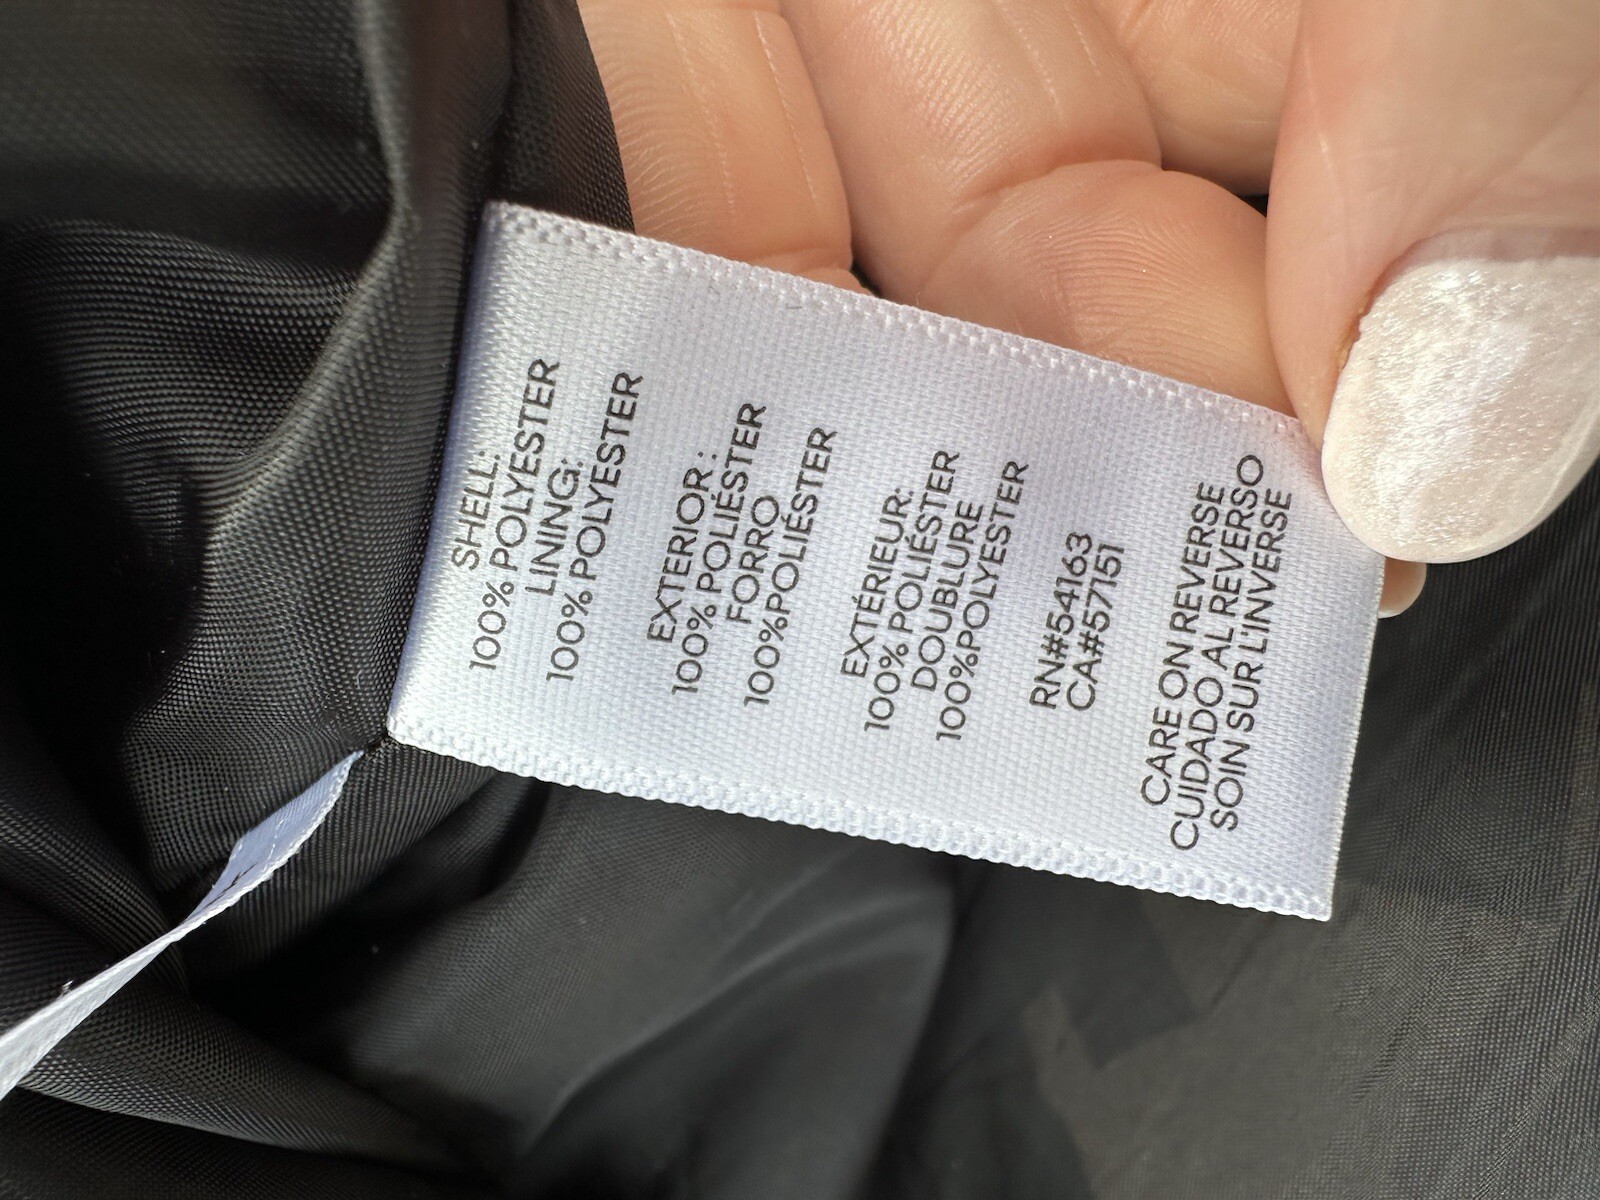 SHELL:
100% POLYESTER
LINING:
100% POLYESTER
EXTERIOR:
100% POLIÉSTER
FORRO
100%POLIÉSTER
EXTÉRIEUR:
100% POLIÉSTER
DOUBLURE
100%POLYESTER
RN#54163
CA#57151
CARE ON REVERSE
CUIDADO AL REVERSO
SOIN SUR L'INVERSE